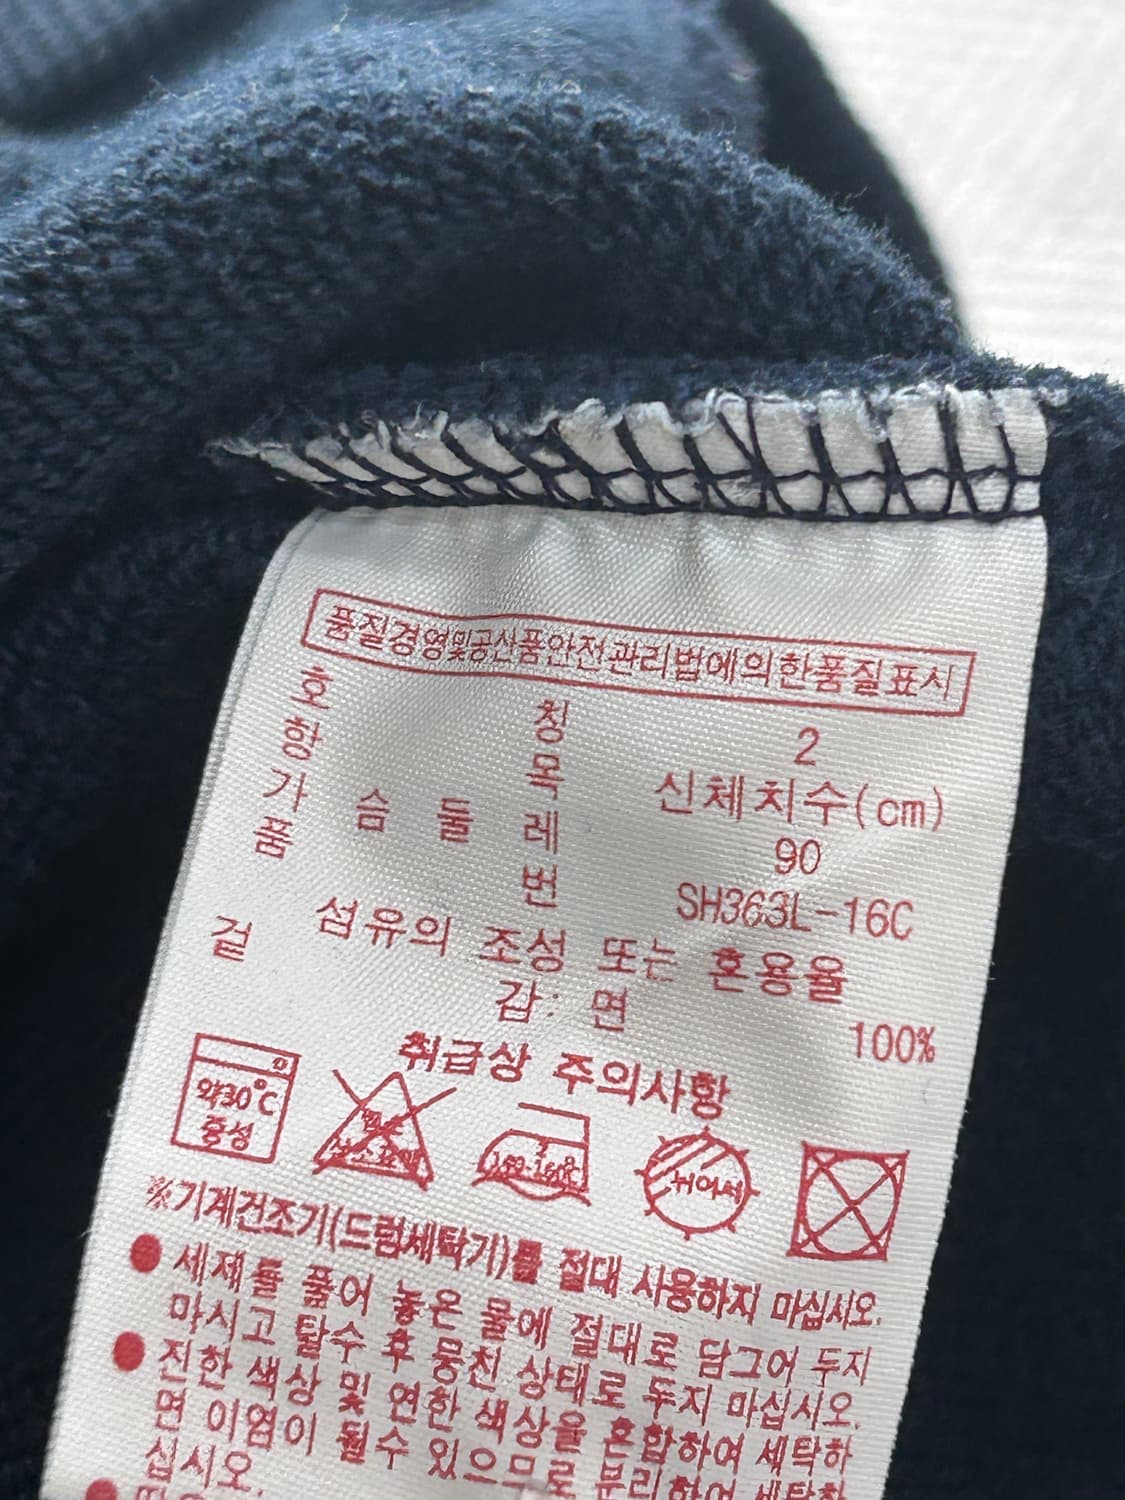 품질경영및공산품안전관리법에의한품질표시
호 칭 2
항 목 신체치수(cm)
가 슴 둘 레 90
품 번 SH363L-16C
섬유의 조성 또는 혼용율
겉 감: 면 100%
취급상 주의사항
약30℃
중성
뉘어서
※기계건조기(드럼세탁기)를 절대 사용하지 마십시오.
● 세제를 풀어 놓은 물에 절대로 담그어 두지
마시고 탈수 후 뭉친 상태로 두지 마십시오.
● 진한 색상 및 연한 색상을 혼합하여 세탁하
면 이염이 될수 있으므로 분리하여 세탁하
십시오.